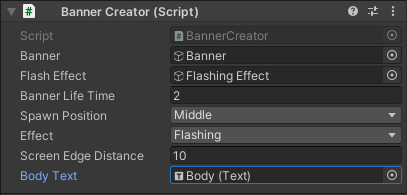 Banner Creator (Script)
Script BannerCreator
Banner Banner
Flash Effect Flashing Effect
Banner Life Time 2
Spawn Position Middle
Effect Flashing
Screen Edge Distance 10
Body Text Body (Text)